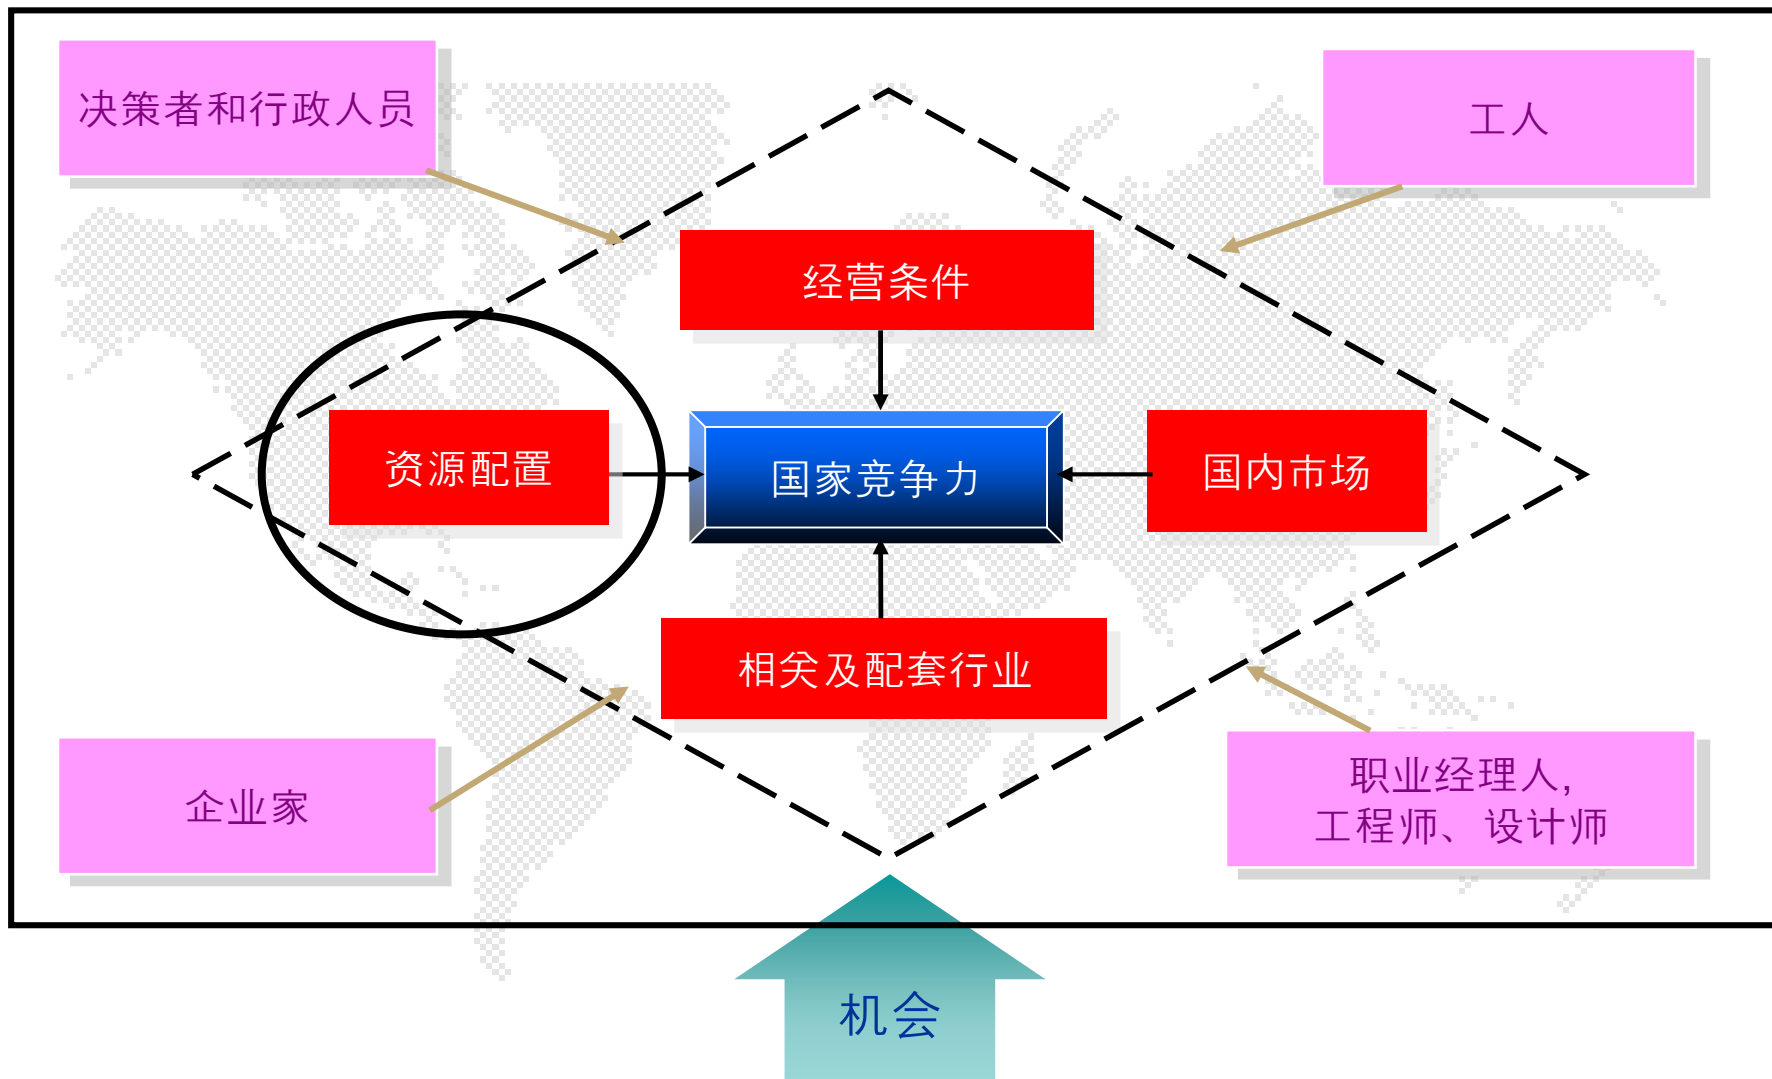 决策者和行政人员
工人
经营条件
资源配置
国家竞争力
国内市场
相关及配套行业
企业家
职业经理人,
工程师、设计师
机会